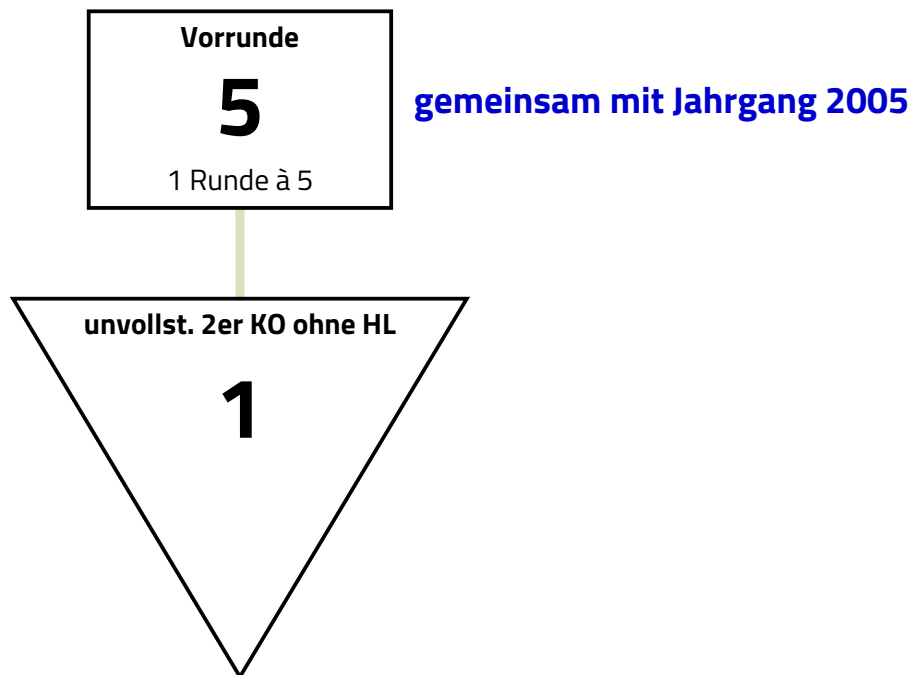 Vorrunde
5
gemeinsam mit Jahrgang 2005
1 Runde à 5
unvollst. 2er KO ohne HL
1